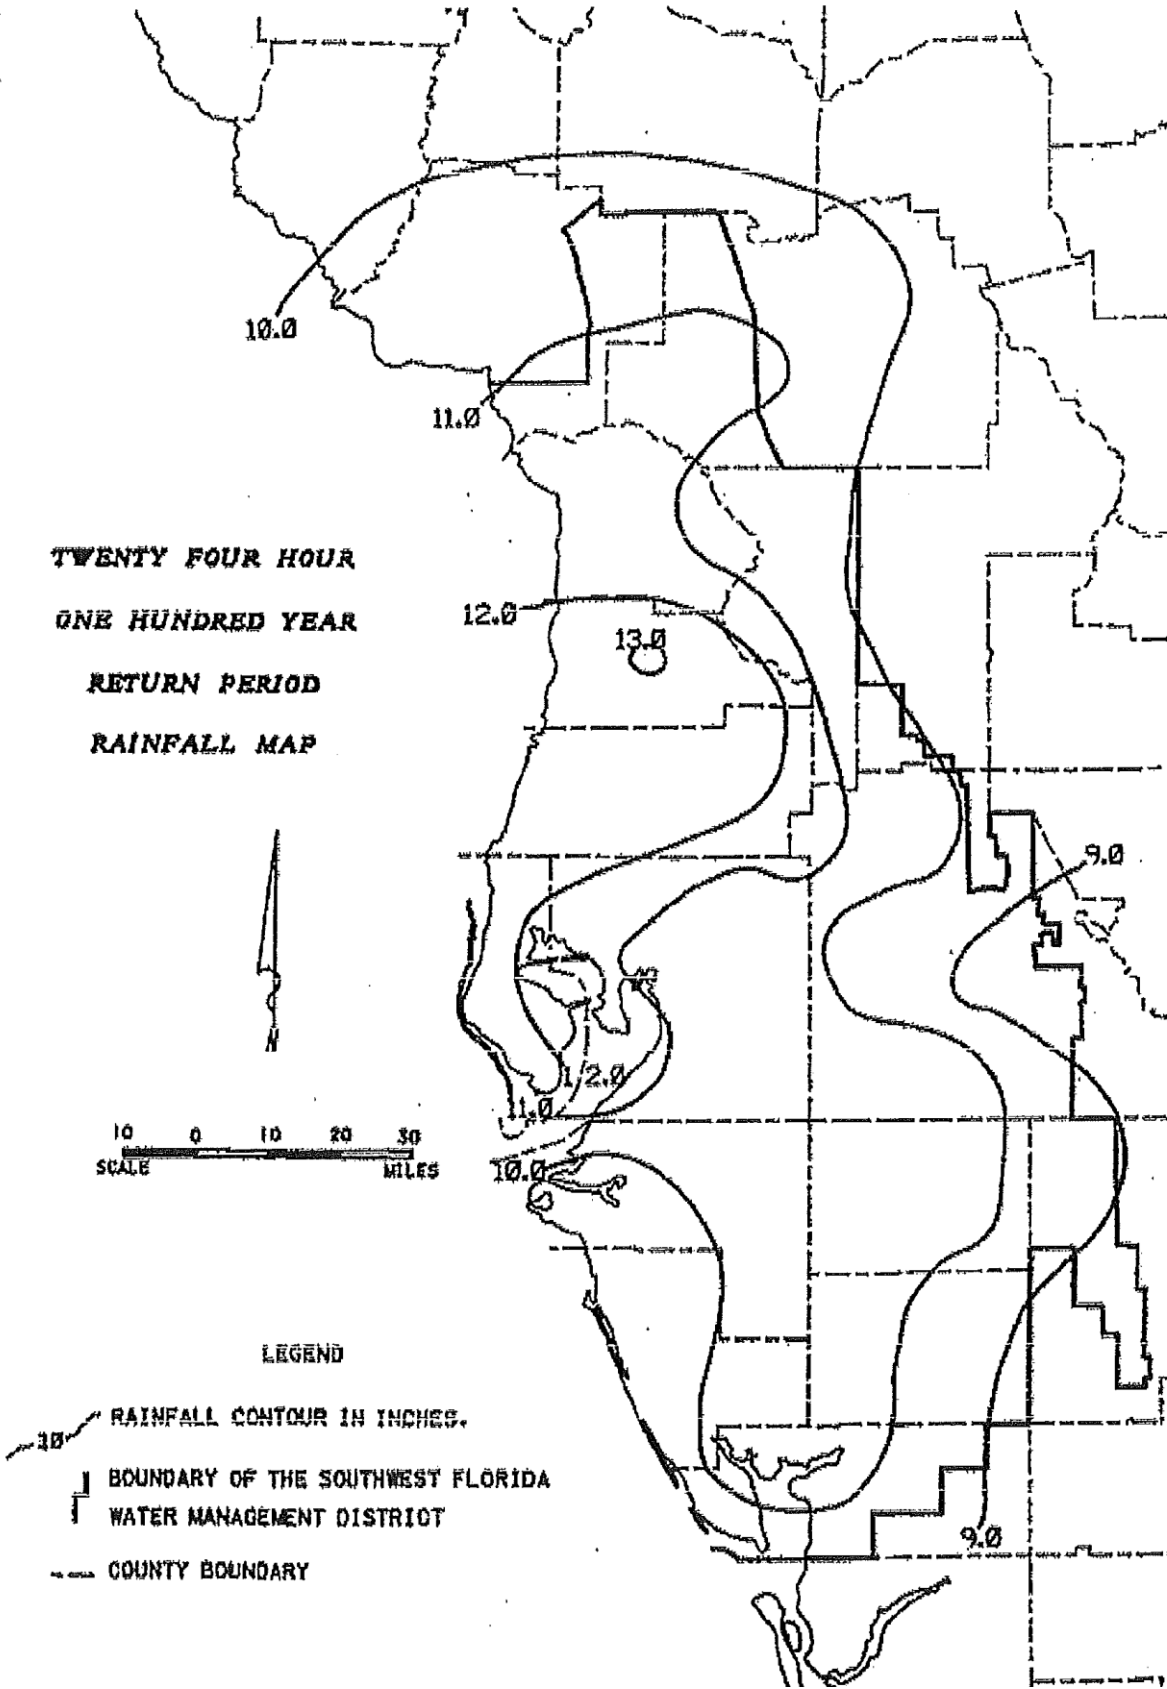 10.0
11.0
TWENTY FOUR HOUR
ONE HUNDRED YEAR
RETURN PERIOD
RAINFALL MAP
12.0
13.0
9.0
N
12.0
11.0
10 0 10 20 30
SCALE MILES
10.0
LEGEND
10 RAINFALL CONTOUR IN INCHES.
BOUNDARY OF THE SOUTHWEST FLORIDA
WATER MANAGEMENT DISTRICT
COUNTY BOUNDARY
9.0